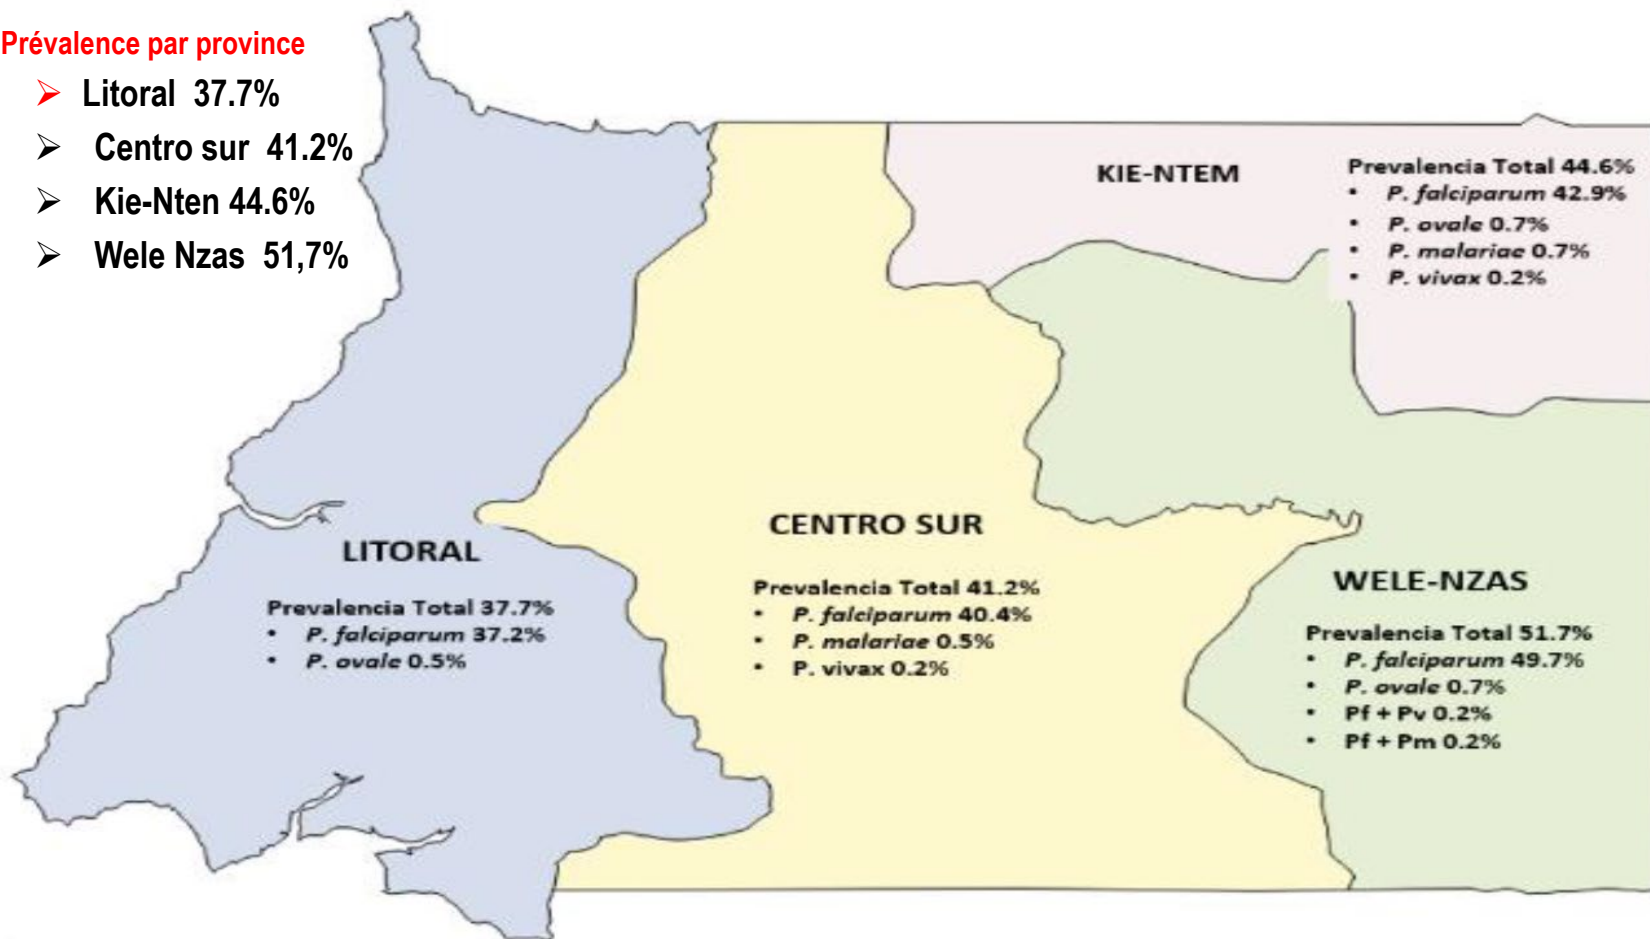 Prévalence par province
➢ Litoral 37.7%
➢ Centro sur 41.2%
➢ Kie-Nten 44.6%
➢ Wele Nzas 51,7%
KIE-NTEM
Prevalencia Total 44.6%
• P. falciparum 42.9%
• P. ovale 0.7%
• P. malariae 0.7%
• P. vivax 0.2%
LITORAL
Prevalencia Total 37.7%
• P. falciparum 37.2%
• P. ovale 0.5%
CENTRO SUR
Prevalencia Total 41.2%
• P. falciparum 40.4%
• P. malariae 0.5%
• P. vivax 0.2%
WELE-NZAS
Prevalencia Total 51.7%
• P. falciparum 49.7%
• P. ovale 0.7%
• Pf + Pv 0.2%
• Pf + Pm 0.2%